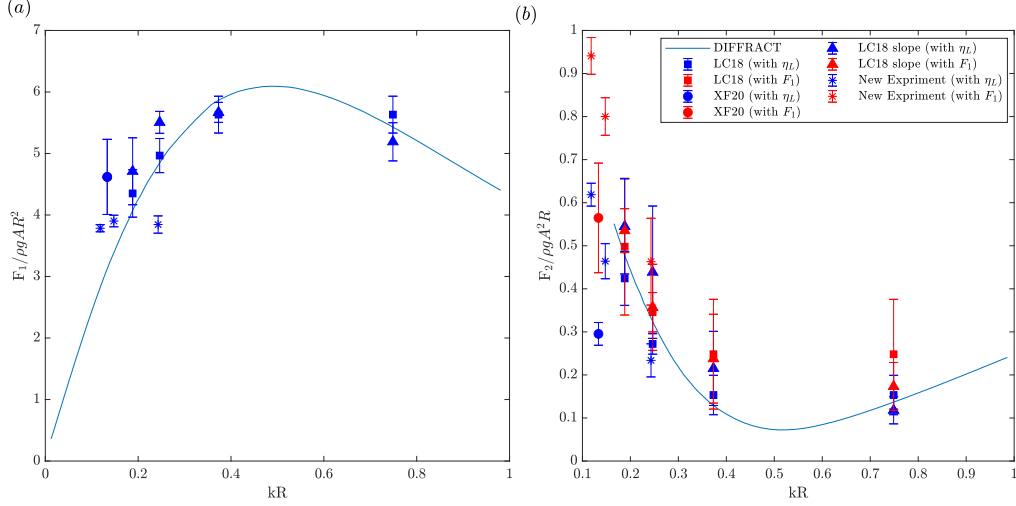 (a)
7
6
5
4
3
2
1
0
0
0.2
0.4
0.6
0.8
1
kR
F₁/ρgAR²
(b)
1
0.9
0.8
0.7
0.6
0.5
0.4
0.3
0.2
0.1
0
0.1
0.2
0.3
0.4
0.5
0.6
0.7
0.8
0.9
1
kR
F₂/ρgA²R
DIFFRACT
LC18 (with η_L)
LC18 (with F₁)
XF20 (with η_L)
XF20 (with F₁)
LC18 slope (with η_L)
LC18 slope (with F₁)
New Expriment (with η_L)
New Expriment (with F₁)